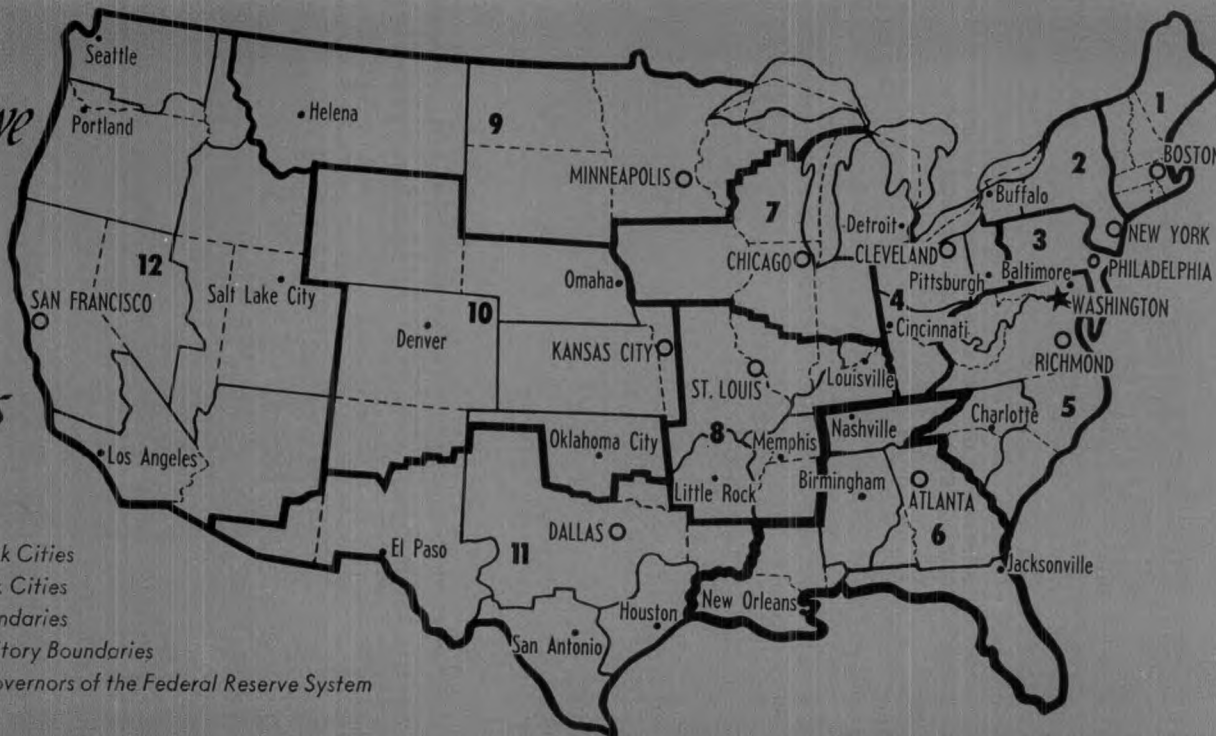 Seattle
Portland
Helena
9
MINNEAPOLIS
1
BOSTON
2
Buffalo
7
Detroit
NEW YORK
3
CHICAGO
CLEVELAND
PHILADELPHIA
Pittsburgh
Baltimore
WASHINGTON
12
SAN FRANCISCO
Salt Lake City
Omaha
10
Denver
KANSAS CITY
4
Cincinnati
RICHMOND
ST. LOUIS
Louisville
5
Charlotte
Los Angeles
Oklahoma City
8
Memphis
Nashville
Little Rock
Birmingham
ATLANTA
6
DALLAS
11
El Paso
Jacksonville
Houston
New Orleans
San Antonio
Cities
Cities
Boundaries
of the Federal Reserve System